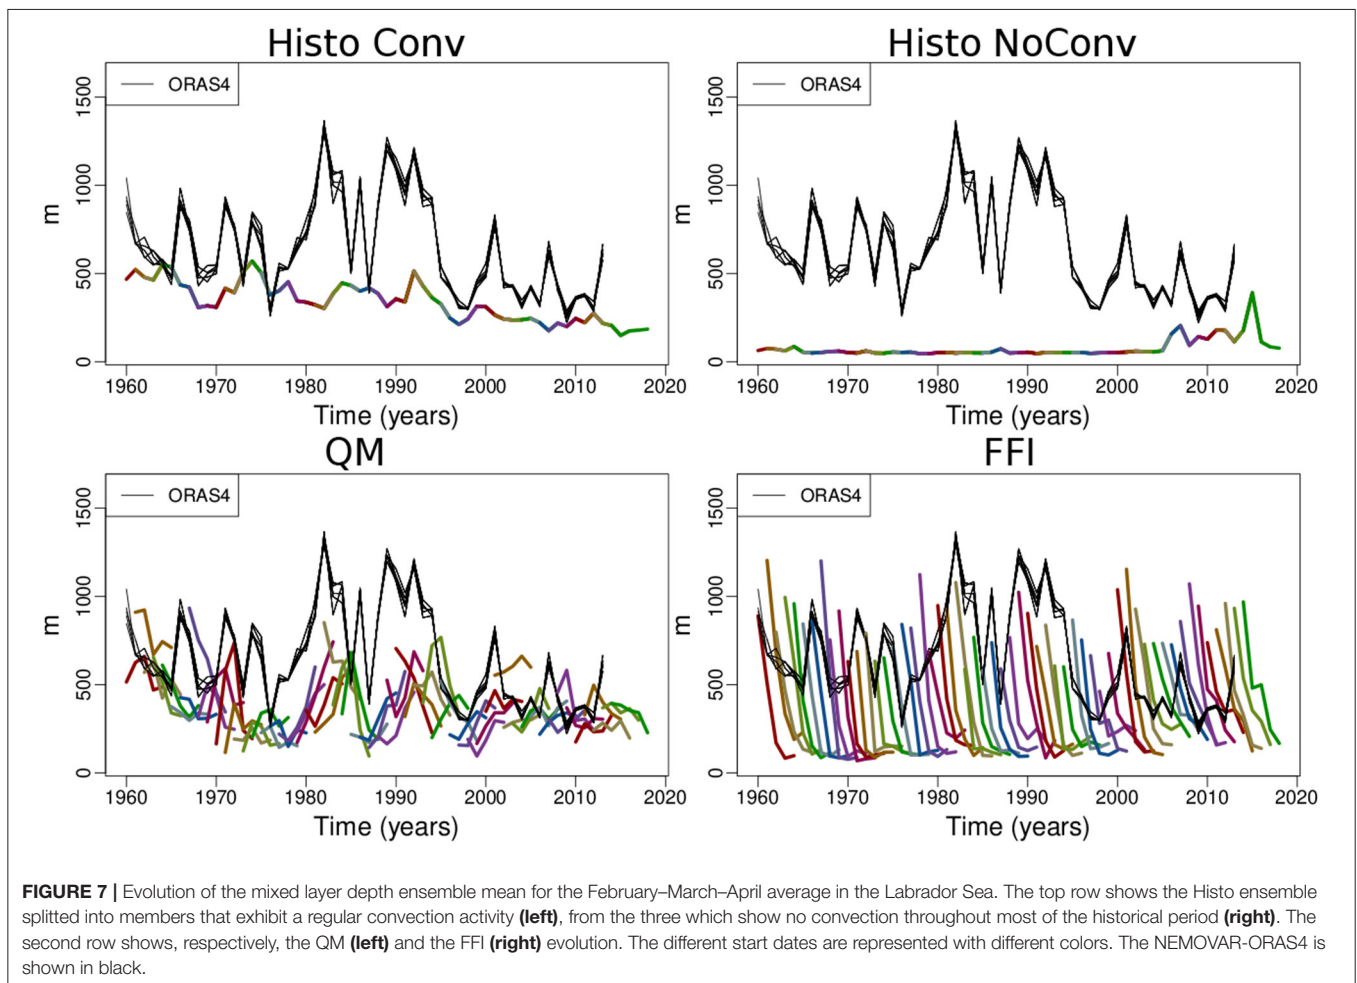 Histo Conv
ORAS4
1500
1000
500
0
m
1960 1970 1980 1990 2000 2010 2020
Time (years)
Histo NoConv
ORAS4
1500
1000
500
0
m
1960 1970 1980 1990 2000 2010 2020
Time (years)
QM
ORAS4
1500
1000
500
0
m
1960 1970 1980 1990 2000 2010 2020
Time (years)
FFI
ORAS4
1500
1000
500
0
m
1960 1970 1980 1990 2000 2010 2020
Time (years)
FIGURE 7 | Evolution of the mixed layer depth ensemble mean for the February–March–April average in the Labrador Sea. The top row shows the Histo ensemble
splitted into members that exhibit a regular convection activity (left), from the three which show no convection throughout most of the historical period (right). The
second row shows, respectively, the QM (left) and the FFI (right) evolution. The different start dates are represented with different colors. The NEMOVAR-ORAS4 is
shown in black.